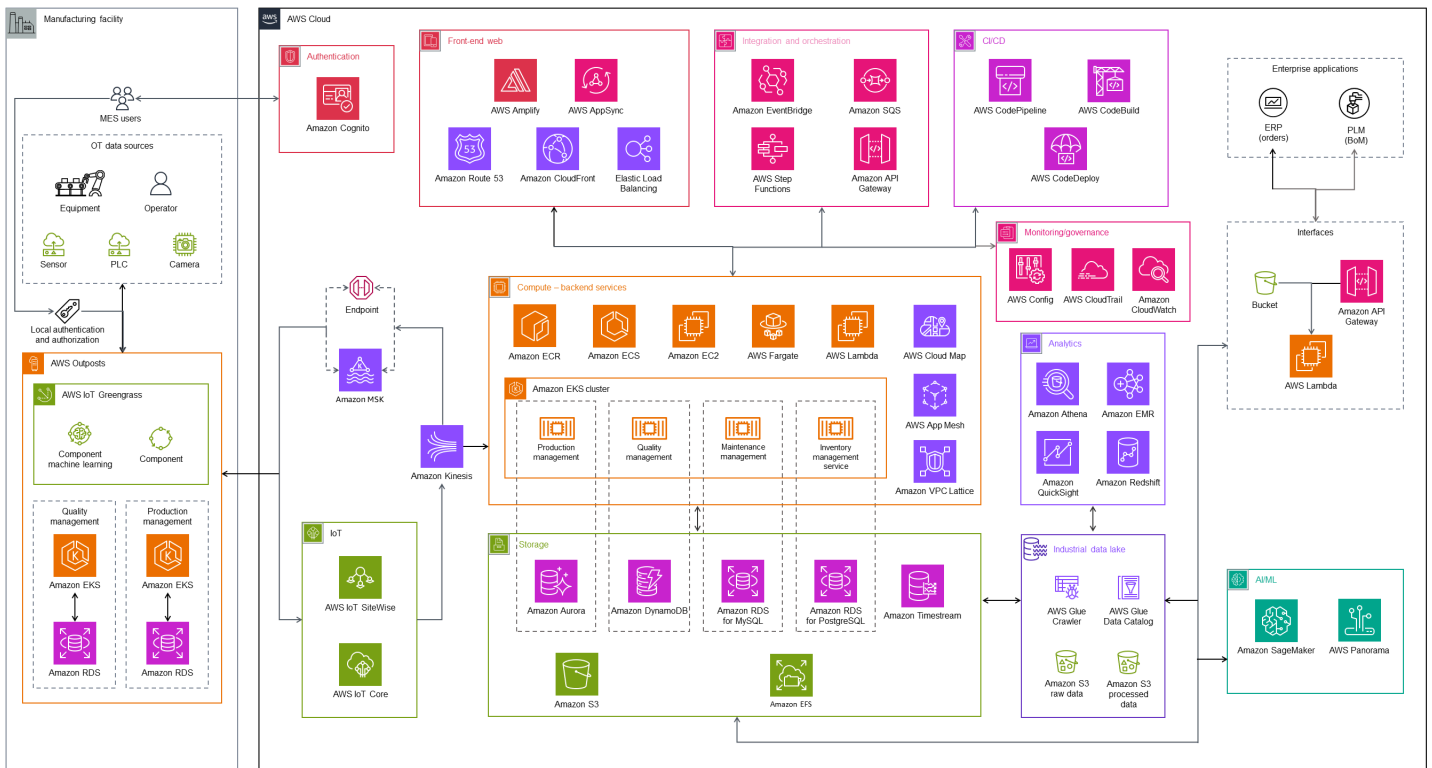 Manufacturing facility
MES users
OT data sources
Equipment
Operator
Sensor
PLC
Camera
Local authentication
and authorization
AWS Outposts
AWS IoT Greengrass
Component
machine learning
Component
Quality
management
Amazon EKS
Amazon RDS
Production
management
Amazon EKS
Amazon RDS
aws
AWS Cloud
Authentication
Amazon Cognito
Front-end web
AWS Amplify
AWS AppSync
53
Amazon Route 53
Amazon CloudFront
Elastic Load
Balancing
Integration and orchestration
Amazon EventBridge
Amazon SQS
AWS Step
Functions
Amazon API
Gateway
CI/CD
AWS CodePipeline
AWS CodeBuild
AWS CodeDeploy
Monitoring/governance
AWS Config
AWS CloudTrail
Amazon
CloudWatch
Enterprise applications
ERP
(orders)
PLM
(BoM)
Interfaces
Bucket
Amazon API
Gateway
AWS Lambda
Endpoint
Amazon MSK
Amazon Kinesis
IoT
AWS IoT SiteWise
AWS IoT Core
Compute – backend services
Amazon ECR
Amazon ECS
Amazon EC2
AWS Fargate
AWS Lambda
AWS Cloud Map
AWS App Mesh
Amazon VPC Lattice
Amazon EKS cluster
Production
management
Quality
management
Maintenance
management
Inventory
management
service
Storage
Amazon Aurora
Amazon DynamoDB
Amazon RDS
for MySQL
Amazon RDS
for PostgreSQL
Amazon Timestream
Amazon S3
Amazon EFS
Analytics
Amazon Athena
Amazon EMR
Amazon
QuickSight
Amazon Redshift
Industrial data lake
AWS Glue
Crawler
AWS Glue
Data Catalog
Amazon S3
raw data
Amazon S3
processed
data
AI/ML
Amazon SageMaker
AWS Panorama